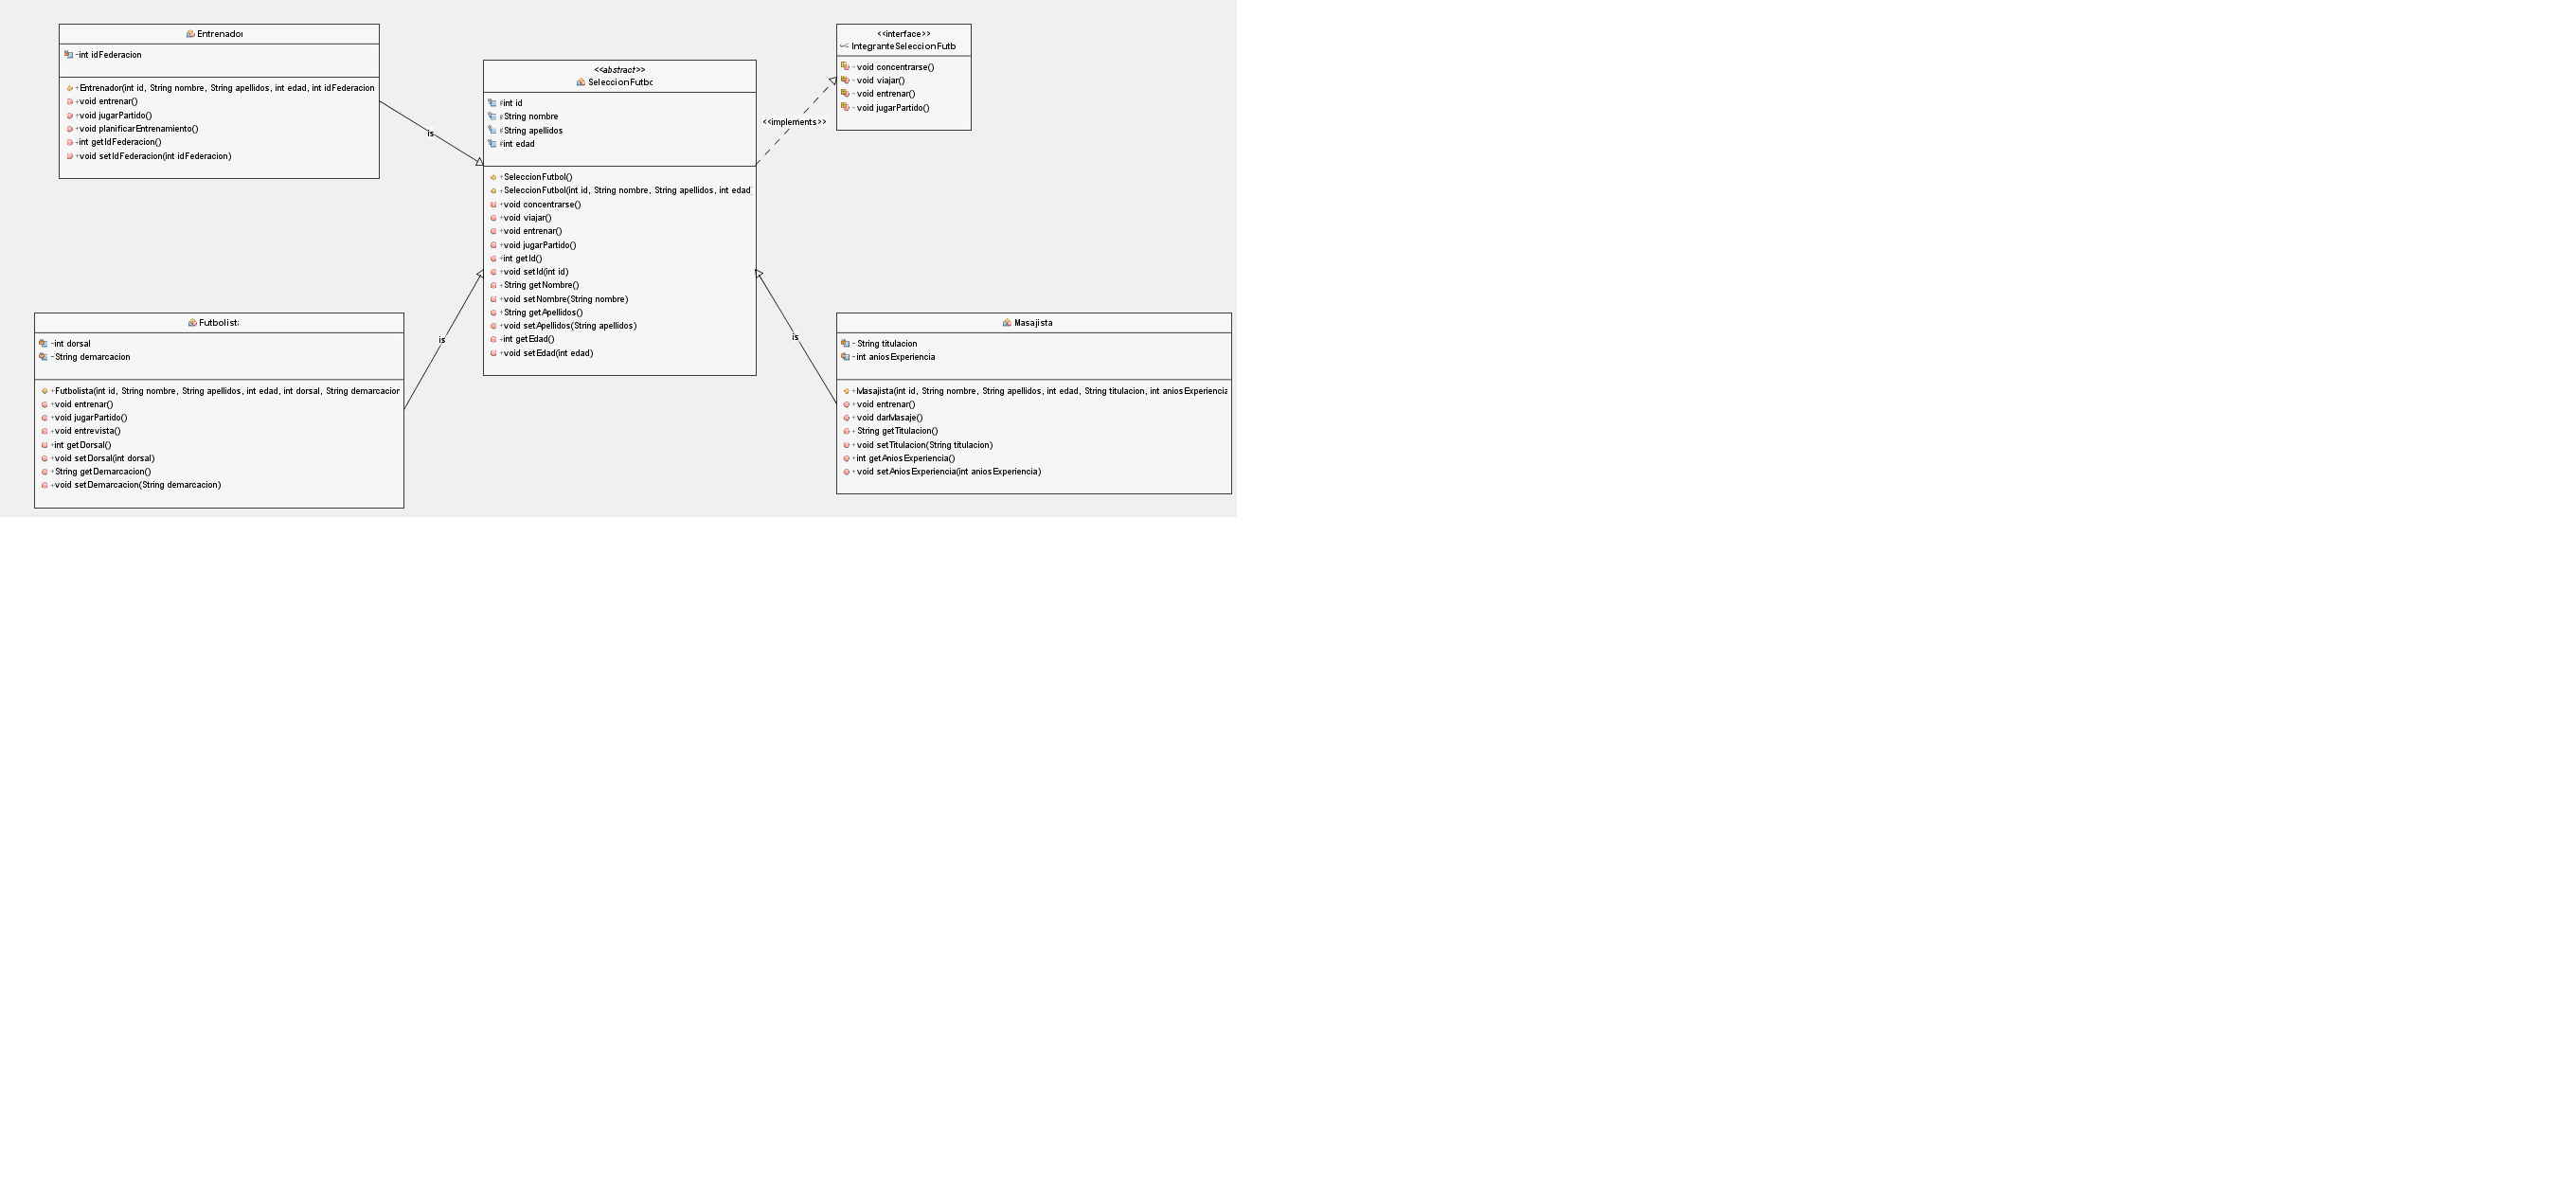 Entrenador
-int idFederacion
+Entrenador(int id, String nombre, String apellidos, int edad, int idFederacion
+void entrenar()
+void jugarPartido()
+void planificarEntrenamiento()
+int getIdFederacion()
+void setIdFederacion(int idFederacion)
is
<<abstract>>
SeleccionFutbo
#int id
#String nombre
#String apellidos
#int edad
+SeleccionFutbol()
+SeleccionFutbol(int id, String nombre, String apellidos, int edad)
+void concentrarse()
+void viajar()
+void entrenar()
+void jugarPartido()
+int getId()
+void setId(int id)
+String getNombre()
+void setNombre(String nombre)
+String getApellidos()
+void setApellidos(String apellidos)
+int getEdad()
+void setEdad(int edad)
<<implements>>
<<interface>>
IntegranteSeleccionFutb
~void concentrarse()
~void viajar()
~void entrenar()
~void jugarPartido()
Futbolista
-int dorsal
-String demarcacion
+Futbolista(int id, String nombre, String apellidos, int edad, int dorsal, String demarcacion
+void entrenar()
+void jugarPartido()
+void entrevista()
+int getDorsal()
+void setDorsal(int dorsal)
+String getDemarcacion()
+void setDemarcacion(String demarcacion)
is
is
Masajista
-String titulacion
-int aniosExperiencia
+Masajista(int id, String nombre, String apellidos, int edad, String titulacion, int aniosExperiencia
+void entrenar()
+void darMasaje()
+String getTitulacion()
+void setTitulacion(String titulacion)
+int getAniosExperiencia()
+void setAniosExperiencia(int aniosExperiencia)